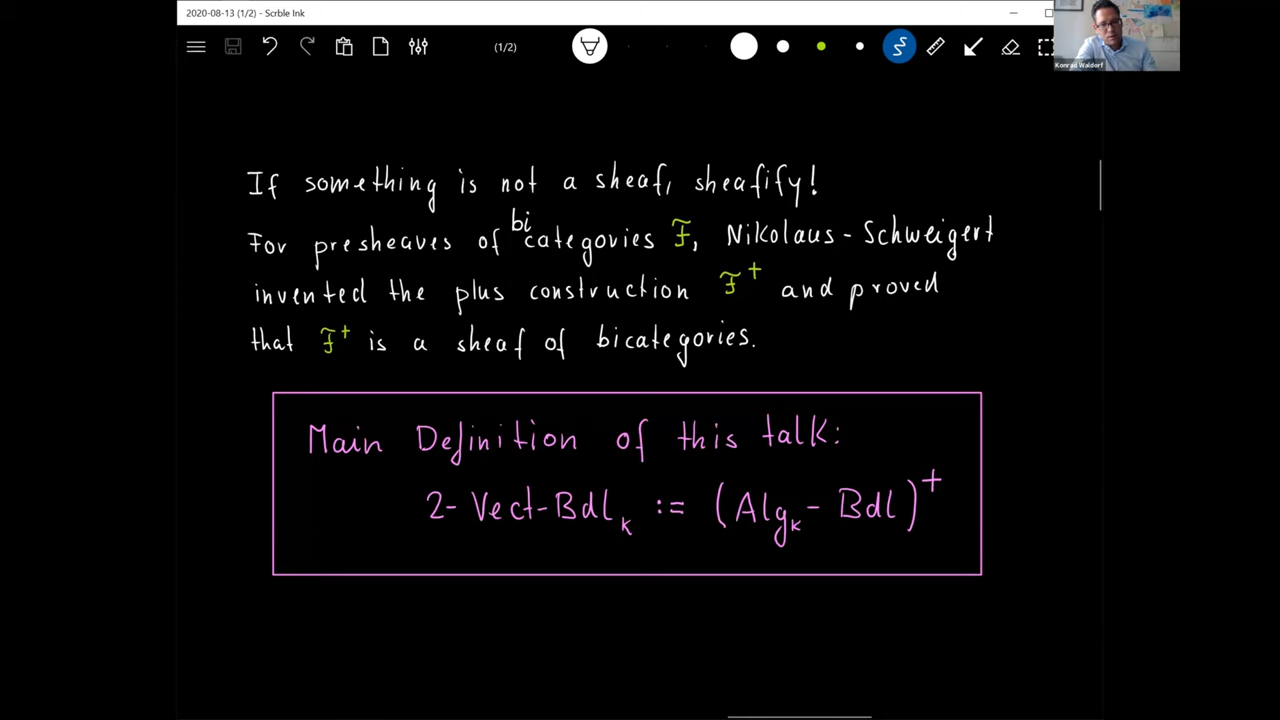 2020-08-13 (1/2) - Scrble Ink
(1/2)
Konrad Waldorf
If something is not a sheaf, sheafify!
For presheaves of bicategories F, Nikolaus-Schweigert
invented the plus construction F⁺ and proved
that F⁺ is a sheaf of bicategories.
Main Definition of this talk:
2-Vect-Bdlₖ := (Algₖ - Bdl)⁺